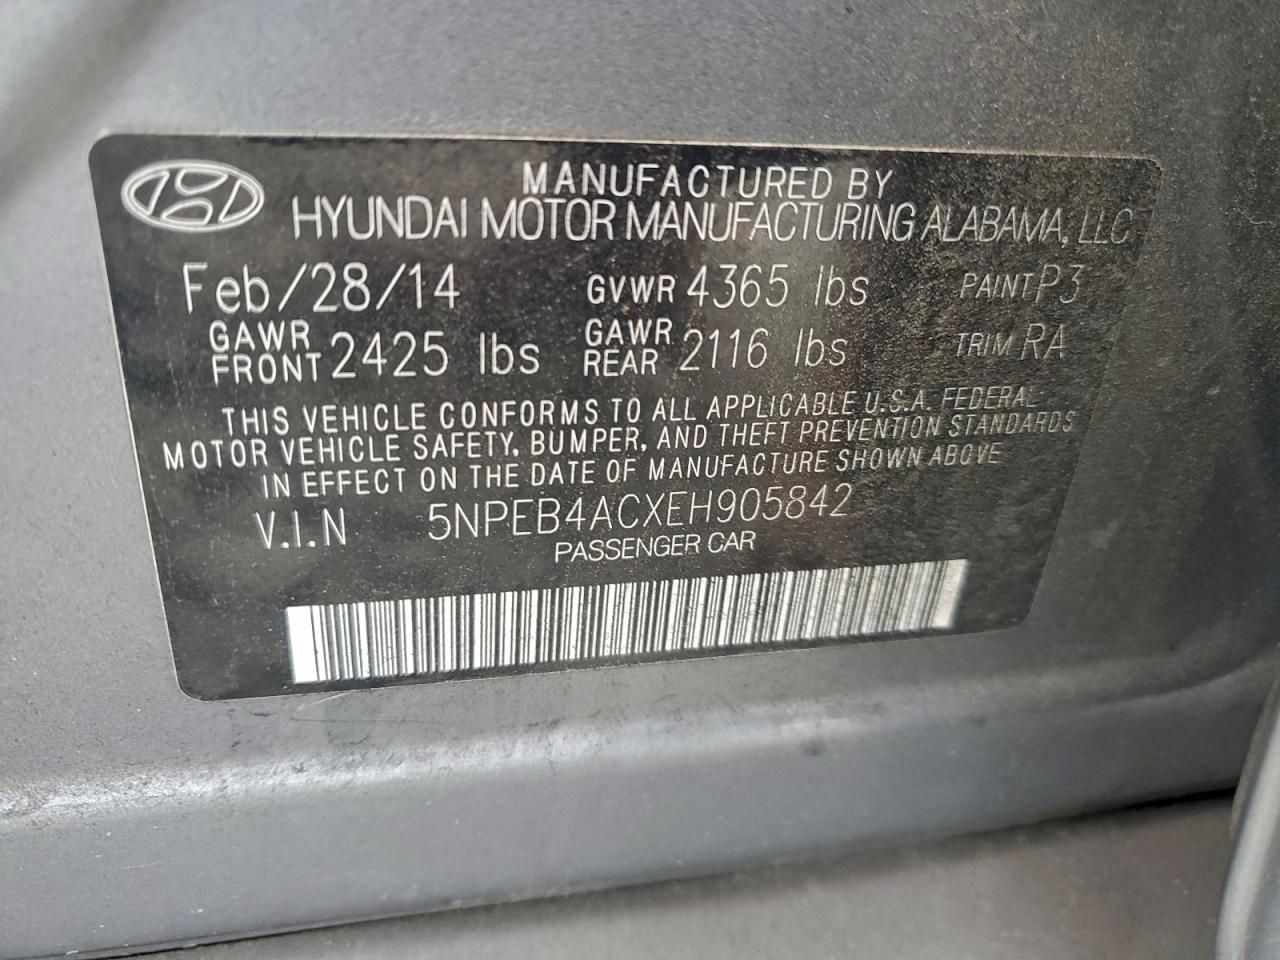 MANUFACTURED BY
HYUNDAI MOTOR MANUFACTURING ALABAMA, LLC
Feb/28/14 GVWR 4365 lbs PAINT P3
GAWR FRONT 2425 lbs GAWR REAR 2116 lbs TRIM RA
THIS VEHICLE CONFORMS TO ALL APPLICABLE U.S.A. FEDERAL
MOTOR VEHICLE SAFETY, BUMPER, AND THEFT PREVENTION STANDARDS
IN EFFECT ON THE DATE OF MANUFACTURE SHOWN ABOVE
V.I.N 5NPEB4ACXEH905842
PASSENGER CAR